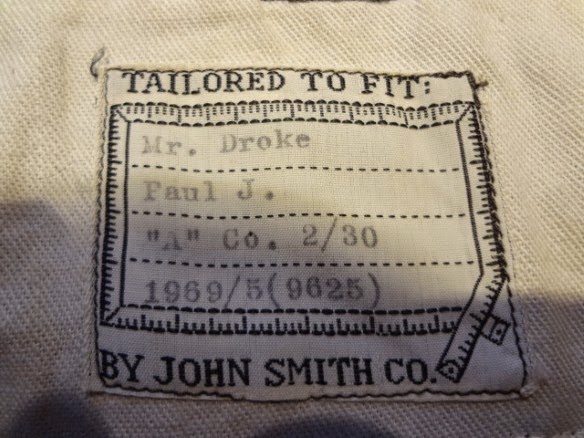 TAILORED TO FIT:
Mr. Droke
Paul J.
"A" Co. 2/30
1969/5(9625)
BY JOHN SMITH CO.